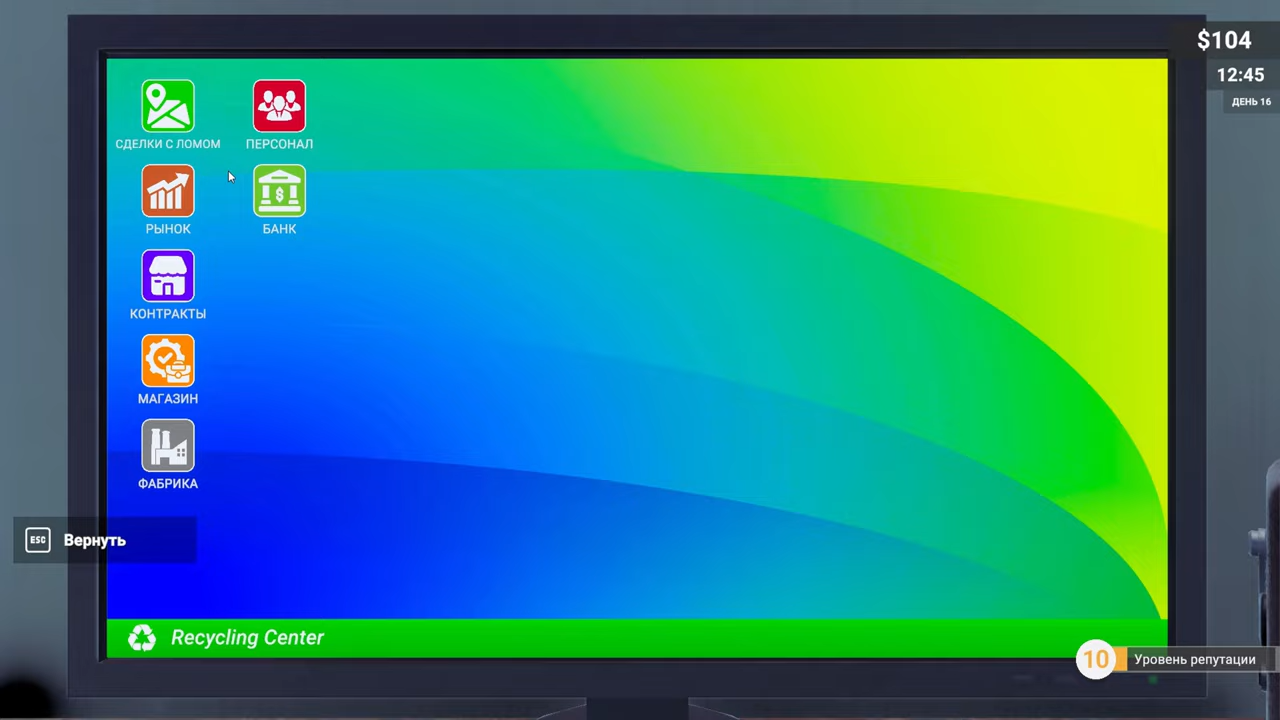 $104
12:45
ДЕНЬ 16
СДЕЛКИ С ЛОМОМ
ПЕРСОНАЛ
РЫНОК
БАНК
КОНТРАКТЫ
МАГАЗИН
ФАБРИКА
ESC Вернуть
Recycling Center
10 Уровень репутации